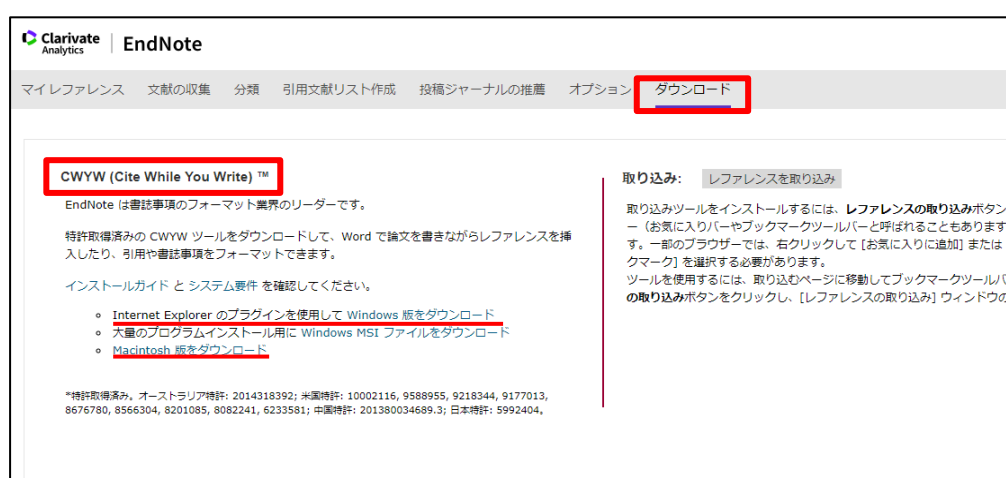 Clarivate
Analytics
EndNote
マイレファレンス 文献の収集 分類 引用文献リスト作成 投稿ジャーナルの推薦 オプション ダウンロード
CWYW (Cite While You Write) ™
EndNote は書誌事項のフォーマット業界のリーダーです。
特許取得済みの CWYW ツールをダウンロードして、Word で論文を書きながらレファレンスを挿
入したり、引用や書誌事項をフォーマットできます。
インストールガイド と システム要件 を確認してください。
Internet Explorer のプラグインを使用して Windows 版をダウンロード
大量のプログラムインストール用に Windows MSI ファイルをダウンロード
Macintosh 版をダウンロード
*特許取得済み。オーストラリア特許: 2014318392; 米国特許: 10002116, 9588955, 9218344, 9177013,
8676780, 8566304, 8201085, 8082241, 6233581; 中国特許: 201380034689.3; 日本特許: 5992404。
取り込み: レファレンスを取り込み
取り込みツールをインストールするには、レファレンスの取り込みボタン
ー（お気に入りバーやブックマークツールバーと呼ばれることもあります
す。一部のブラウザーでは、右クリックして [お気に入りに追加] または
クマーク] を選択する必要があります。
ツールを使用するには、取り込むページに移動してブックマークツールバ
の取り込みボタンをクリックし、[レファレンスの取り込み] ウィンドウの